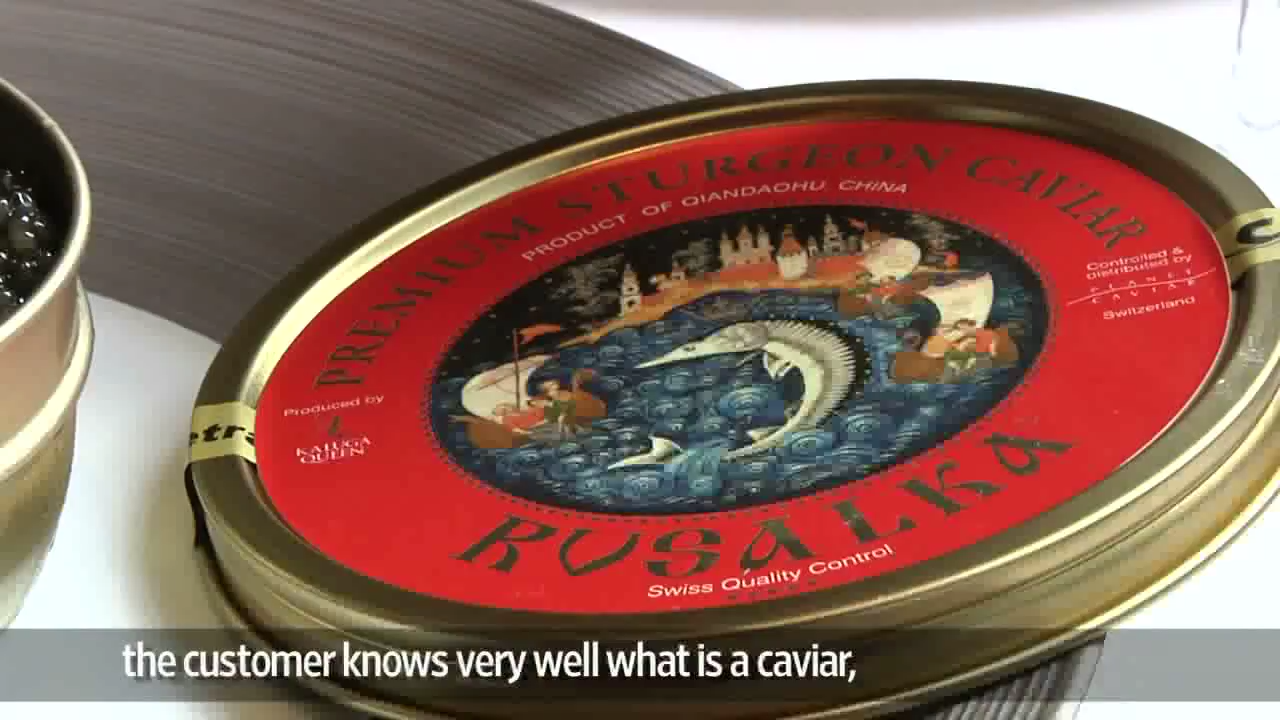 PREMIUM STURGEON CAVIAR
PRODUCT OF QIANDAOHU CHINA
Controlled &
distributed by
PLANET
CAVIAR
Switzerland
Produced by
KALUGA
QUEEN
etra
RUSALKA
Swiss Quality Control
the customer knows very well what is a caviar,